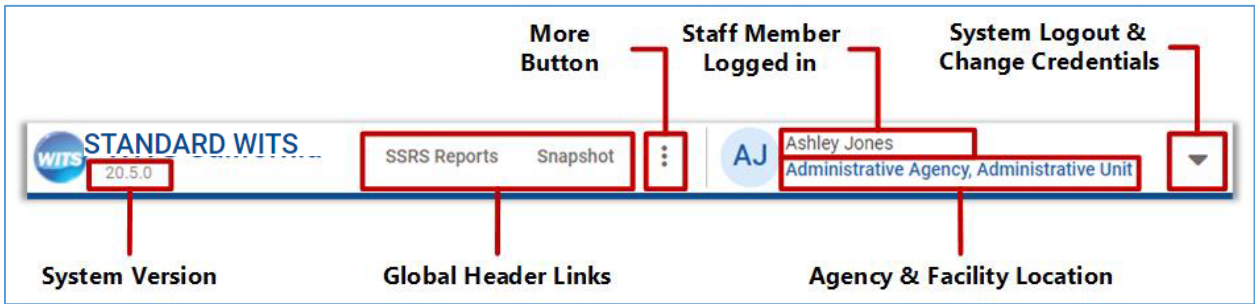 More
Button
Staff Member
Logged in
System Logout &
Change Credentials
WITS
STANDARD WITS
20.5.0
SSRS Reports Snapshot
AJ
Ashley Jones
Administrative Agency, Administrative Unit
System Version
Global Header Links
Agency & Facility Location